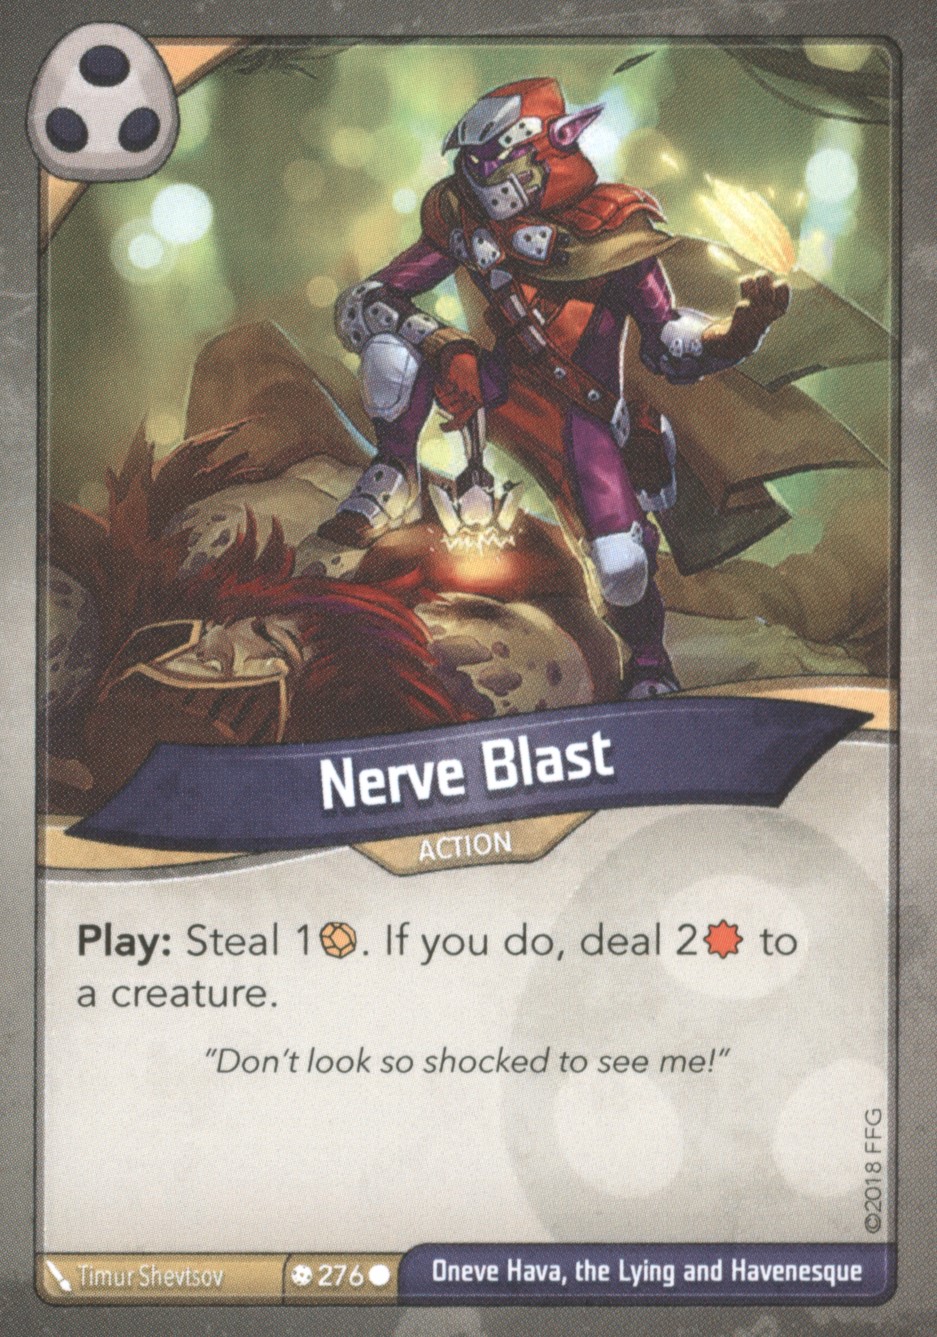 Nerve Blast
ACTION
Play: Steal 1. If you do, deal 2 to
a creature.
"Don't look so shocked to see me!"
©2018 FFG
Timur Shevtsov
276
Oneve Hava, the Lying and Havenesque